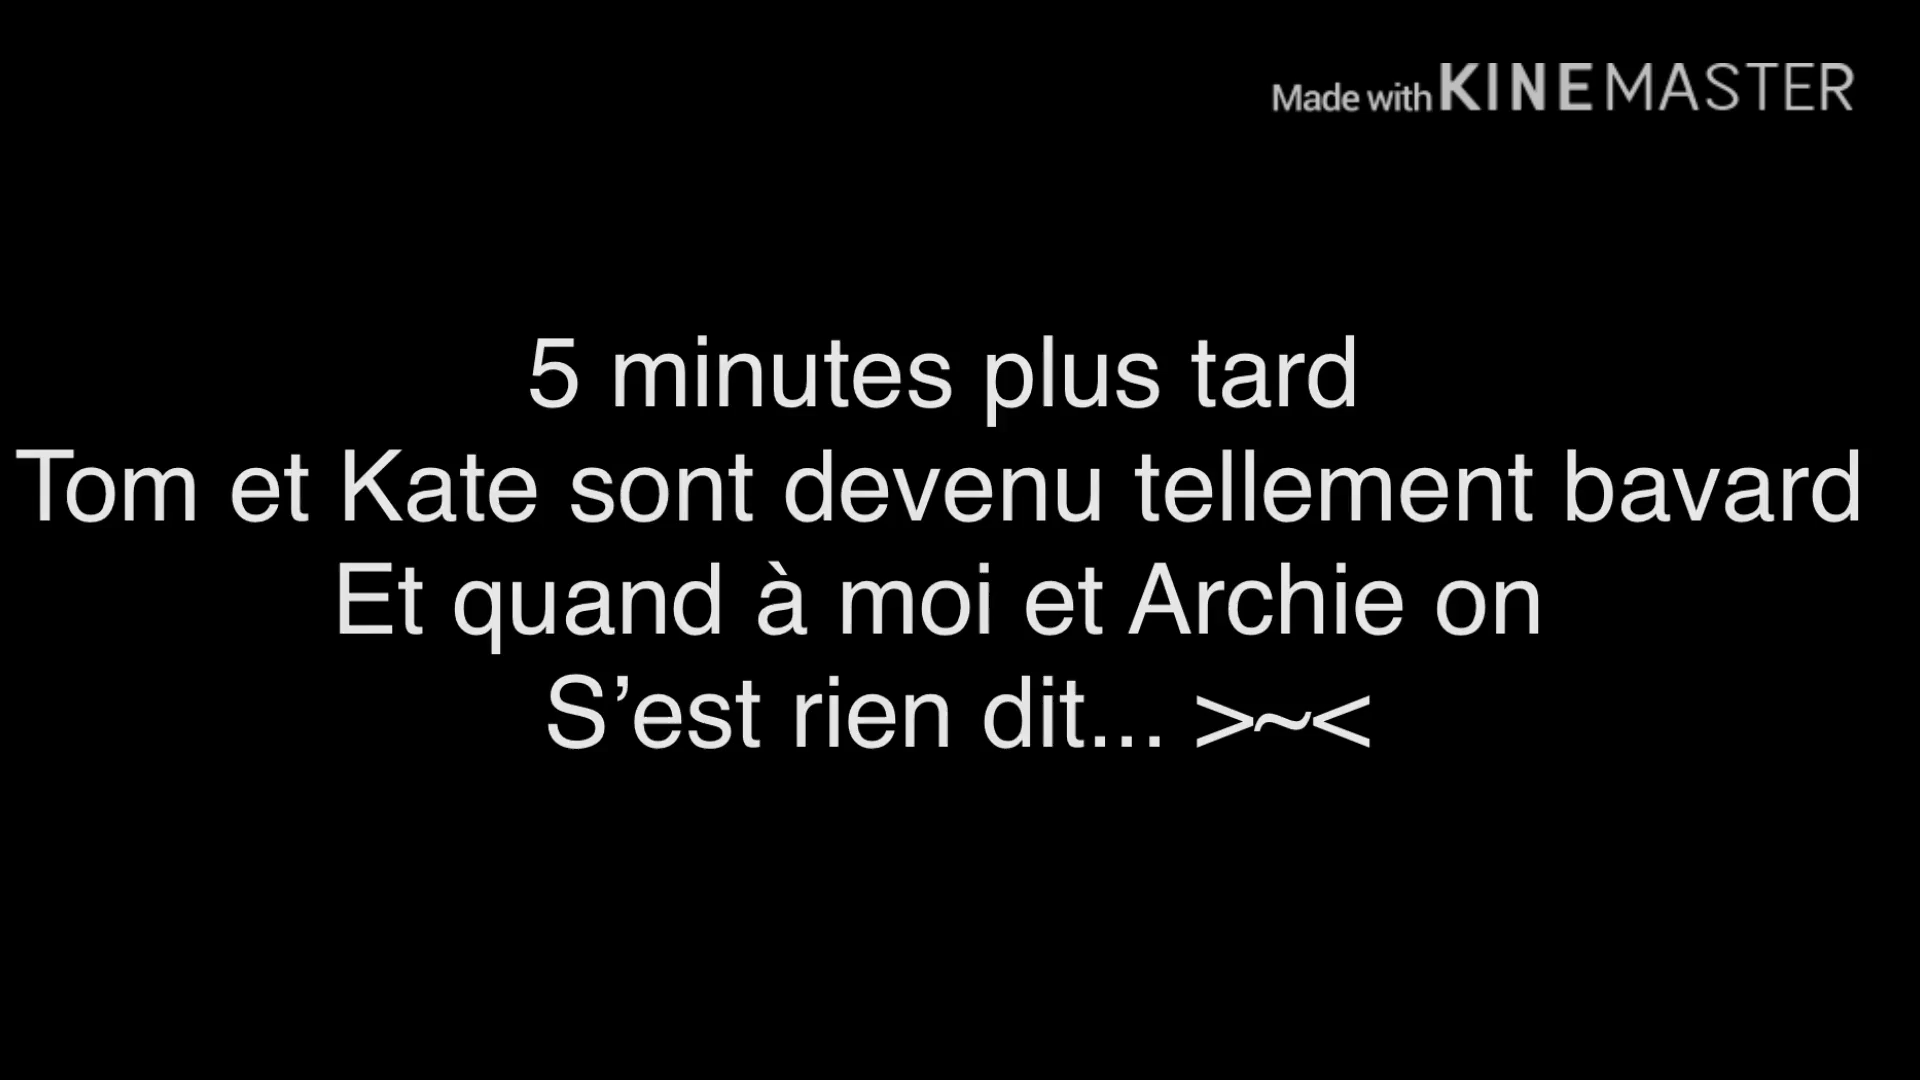 Made with KINEMASTER
5 minutes plus tard
Tom et Kate sont devenu tellement bavard
Et quand à moi et Archie on
S’est rien dit... >~<